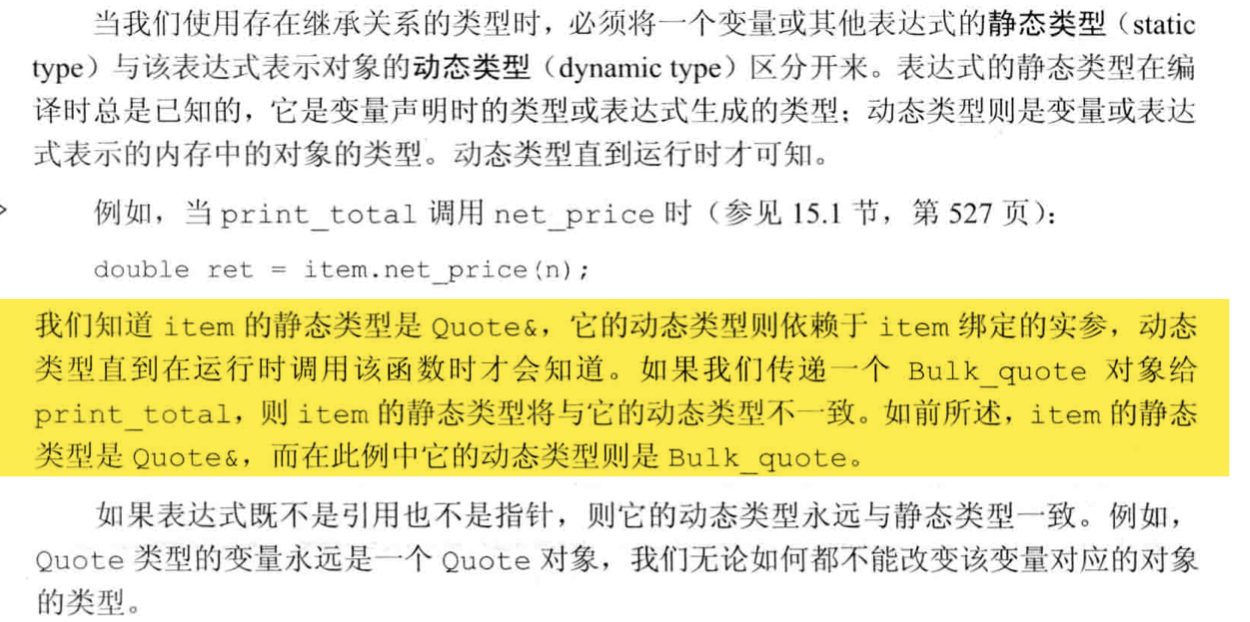 当我们使用存在继承关系的类型时，必须将一个变量或其他表达式的静态类型（static
type）与该表达式表示对象的动态类型（dynamic type）区分开来。表达式的静态类型在编
译时总是已知的，它是变量声明时的类型或表达式生成的类型；动态类型则是变量或表达
式表示的内存中的对象的类型。动态类型直到运行时才可知。
例如，当 print_total 调用 net_price 时（参见 15.1 节，第 527 页）：
double ret = item.net_price(n);
我们知道 item 的静态类型是 Quote&，它的动态类型则依赖于 item 绑定的实参，动态
类型直到在运行时调用该函数时才会知道。如果我们传递一个 Bulk_quote 对象给
print_total，则 item 的静态类型将与它的动态类型不一致。如前所述，item 的静态
类型是 Quote&，而在此例中它的动态类型则是 Bulk_quote。
如果表达式既不是引用也不是指针，则它的动态类型永远与静态类型一致。例如，
Quote 类型的变量永远是一个 Quote 对象，我们无论如何都不能改变该变量对应的对象
的类型。